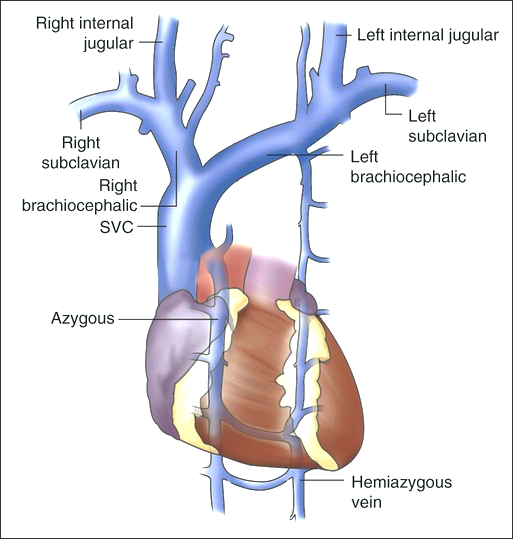 Right internal
jugular
Left internal jugular
Right
subclavian
Left
subclavian
Right
brachiocephalic
Left
brachiocephalic
SVC
Azygous
Hemiazygous
vein